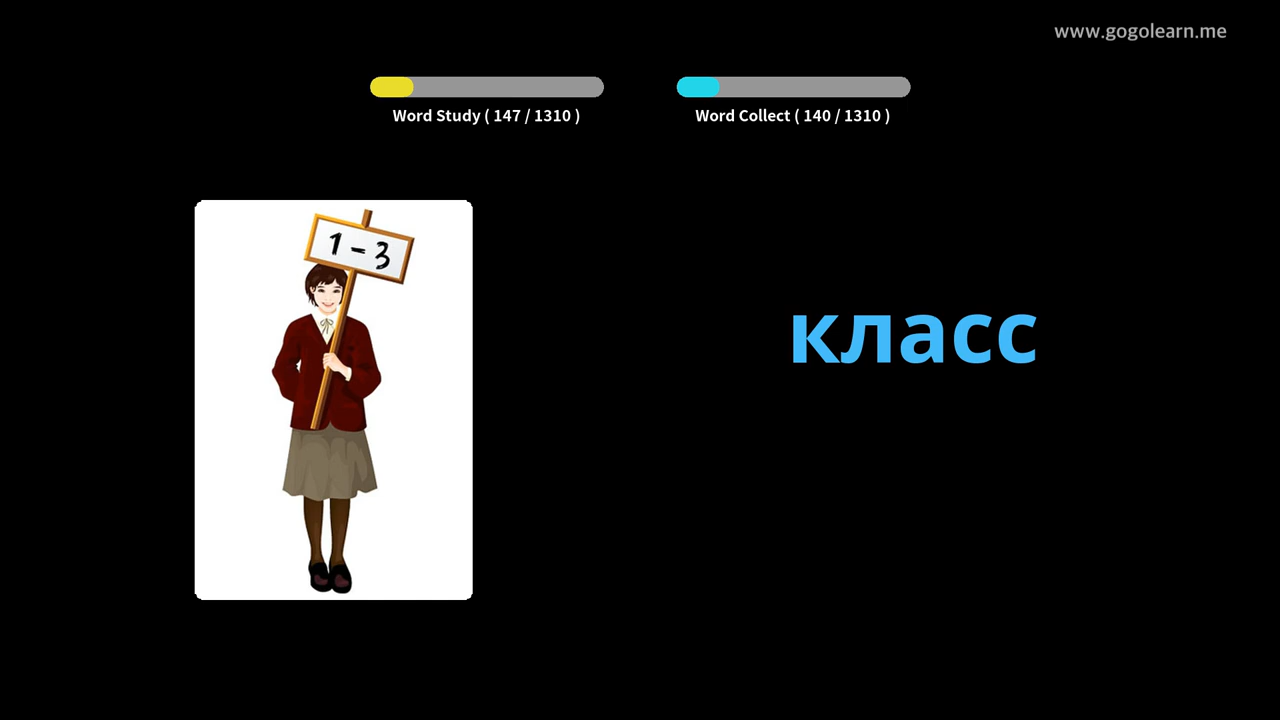 www.gogolearn.me
Word Study ( 147 / 1310 )
Word Collect ( 140 / 1310 )
1 - 3
класс